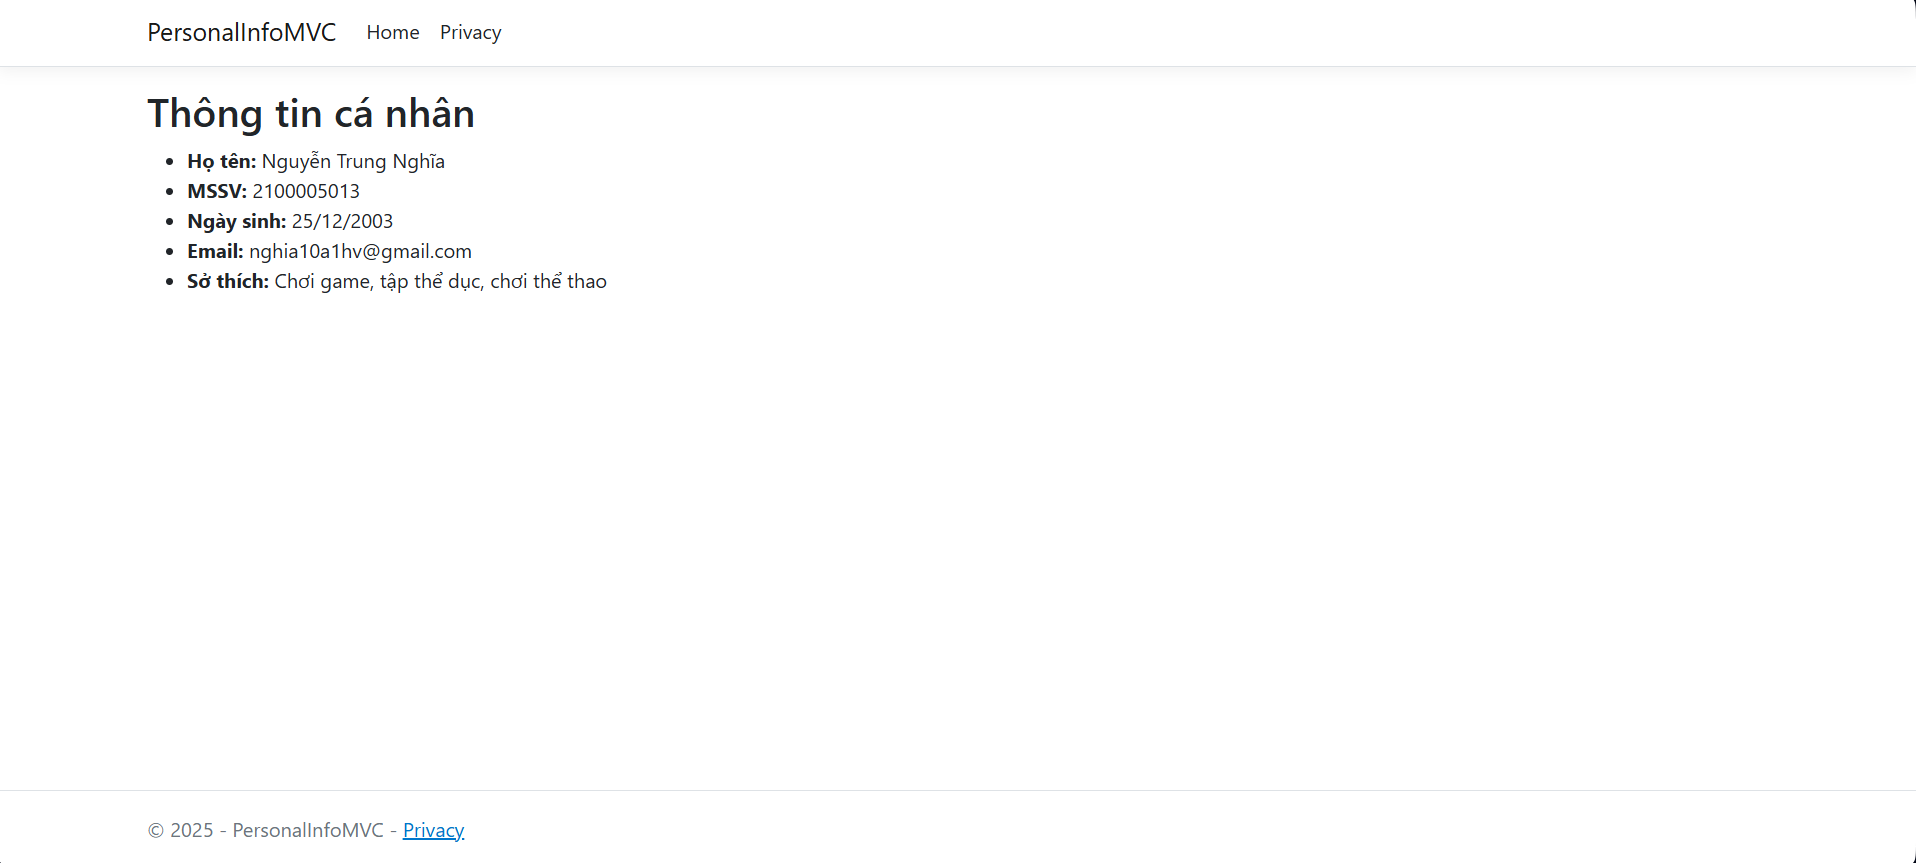 PersonalInfoMVC Home Privacy
Thông tin cá nhân
Họ tên: Nguyễn Trung Nghĩa
MSSV: 2100005013
Ngày sinh: 25/12/2003
Email: nghia10a1hv@gmail.com
Sở thích: Chơi game, tập thể dục, chơi thể thao
© 2025 - PersonalInfoMVC - Privacy